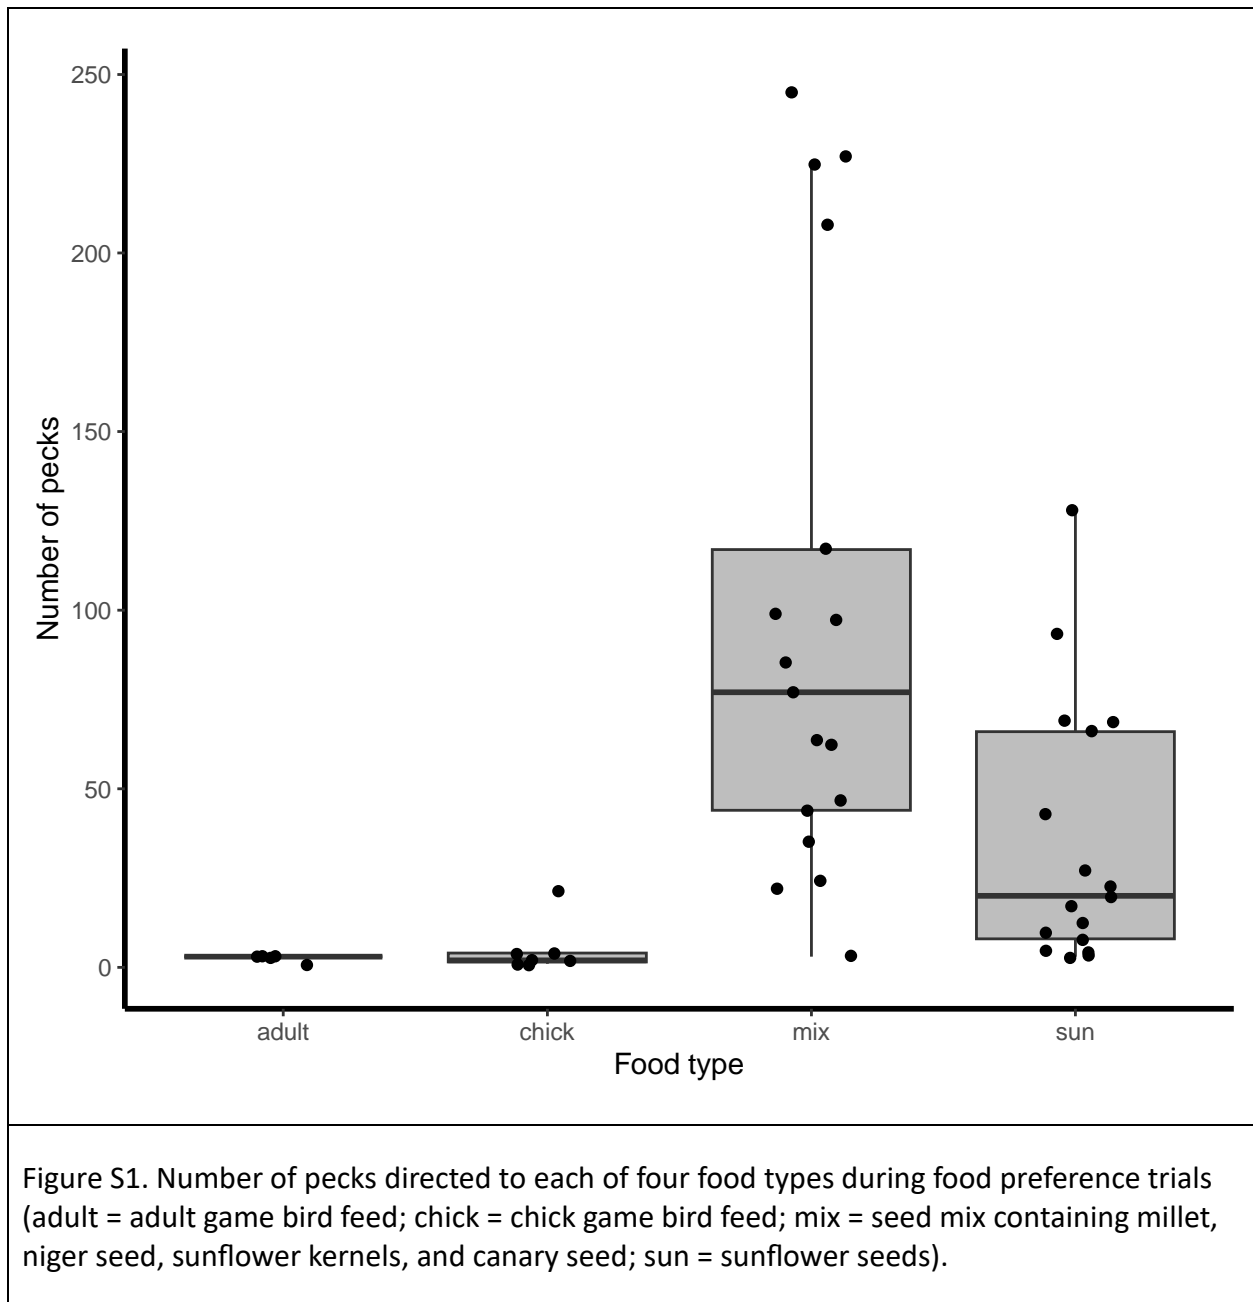 250
200
150
100
50
0
Number of pecks
adult chick mix sun
Food type
Figure S1. Number of pecks directed to each of four food types during food preference trials
(adult = adult game bird feed; chick = chick game bird feed; mix = seed mix containing millet,
niger seed, sunflower kernels, and canary seed; sun = sunflower seeds).